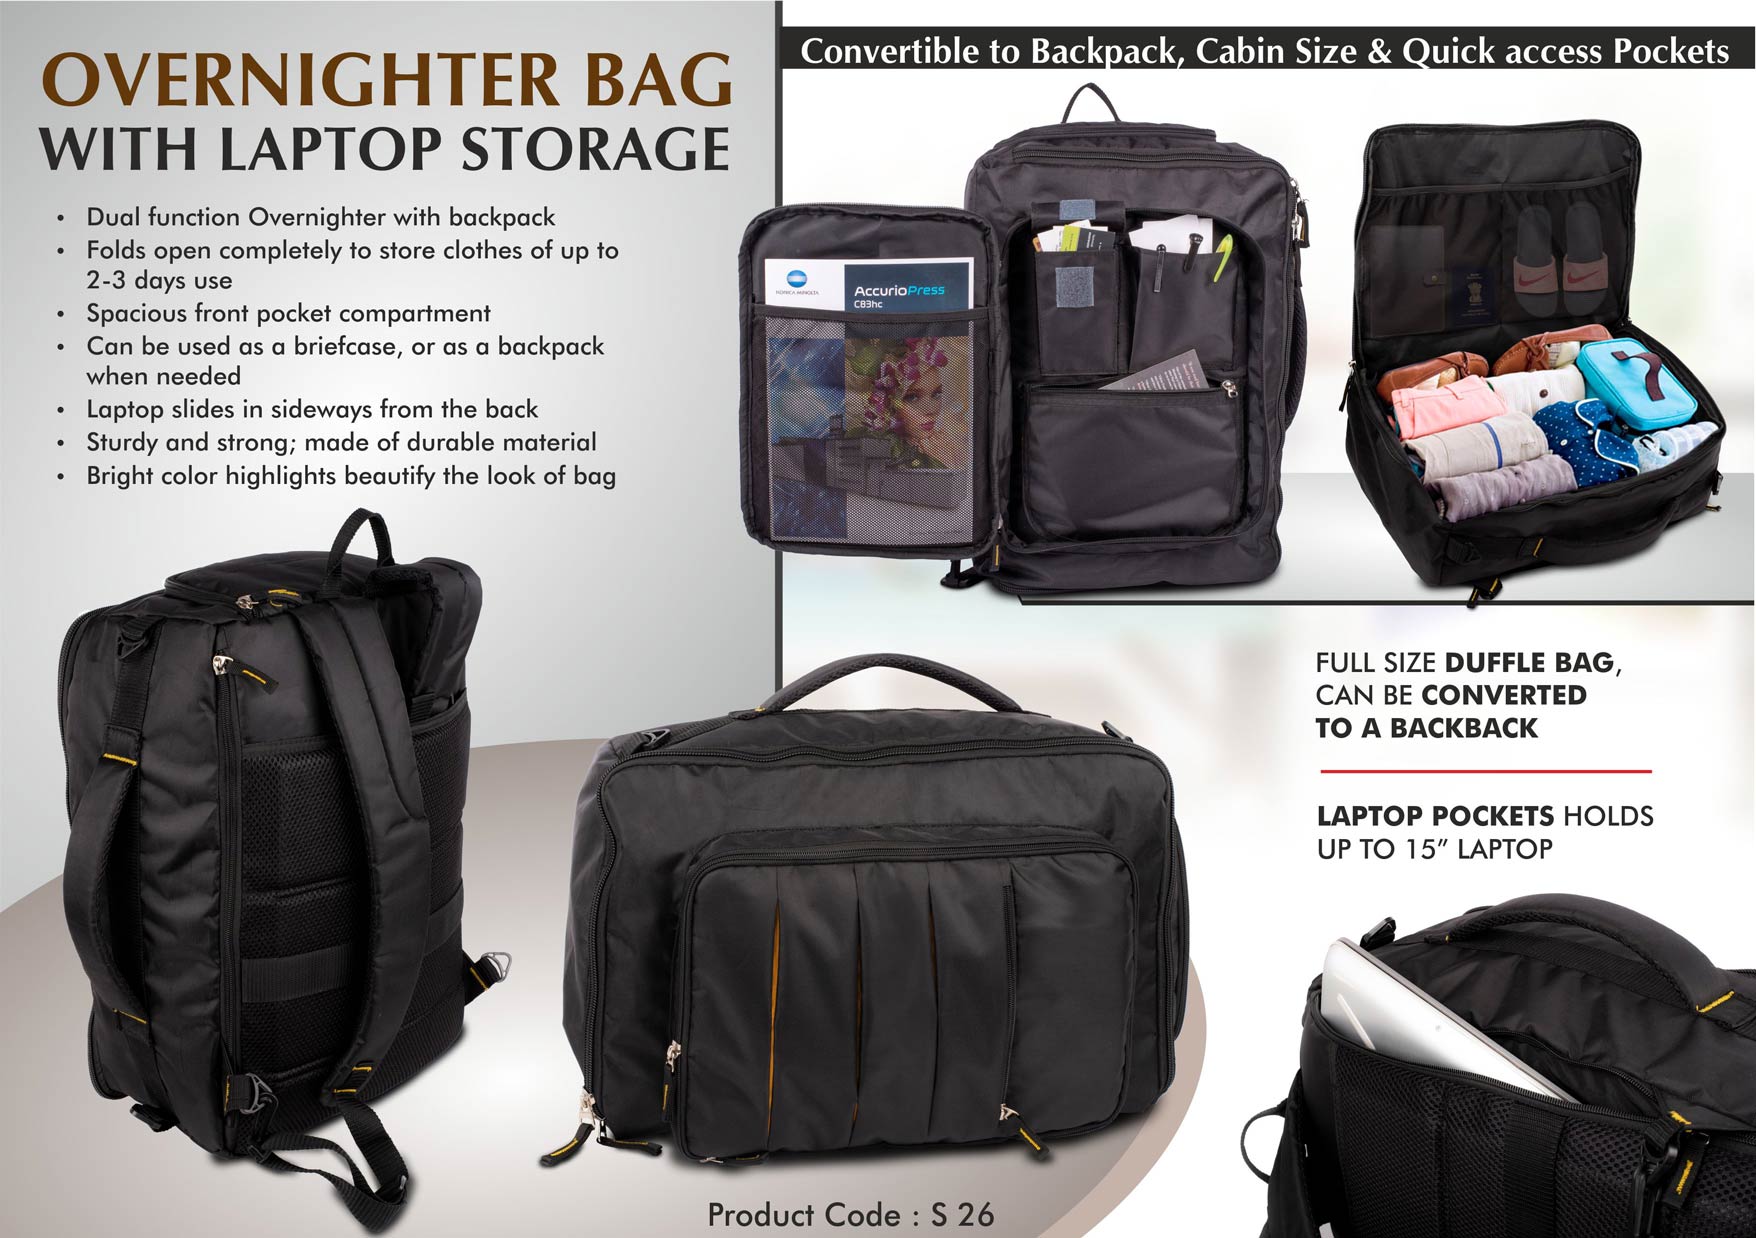 OVERNIGHTER BAG
WITH LAPTOP STORAGE
• Dual function Overnighter with backpack
• Folds open completely to store clothes of up to
2-3 days use
• Spacious front pocket compartment
• Can be used as a briefcase, or as a backpack
when needed
• Laptop slides in sideways from the back
• Sturdy and strong; made of durable material
• Bright color highlights beautify the look of bag
Convertible to Backpack, Cabin Size & Quick access Pockets
KONICA MINOLTA
AccurioPress
C83hc
FULL SIZE DUFFLE BAG,
CAN BE CONVERTED
TO A BACKBACK
LAPTOP POCKETS HOLDS
UP TO 15” LAPTOP
Product Code : S 26